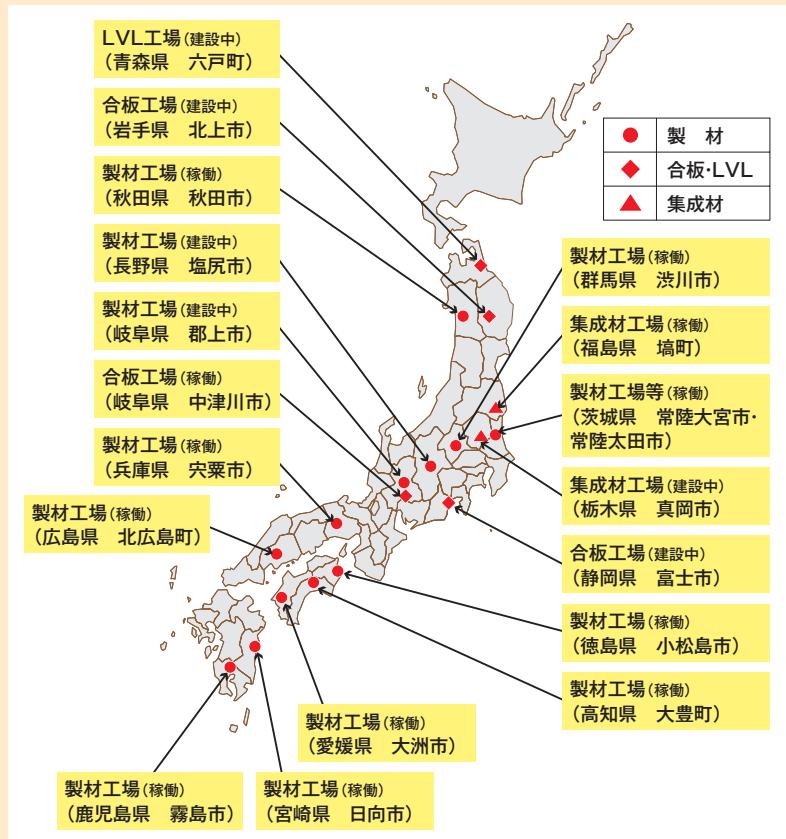 LVL工場(建設中)
(青森県　六戸町)
合板工場(建設中)
(岩手県　北上市)
製材工場(稼働)
(秋田県　秋田市)
製材工場(建設中)
(長野県　塩尻市)
製材工場(建設中)
(岐阜県　郡上市)
合板工場(稼働)
(岐阜県　中津川市)
製材工場(稼働)
(兵庫県　宍粟市)
製材工場(稼働)
(広島県　北広島町)
製　材
合板・LVL
集成材
製材工場(稼働)
(群馬県　渋川市)
集成材工場(稼働)
(福島県　塙町)
製材工場等(稼働)
(茨城県　常陸大宮市・
常陸太田市)
集成材工場(建設中)
(栃木県　真岡市)
合板工場(建設中)
(静岡県　富士市)
製材工場(稼働)
(徳島県　小松島市)
製材工場(稼働)
(高知県　大豊町)
製材工場(稼働)
(愛媛県　大洲市)
製材工場(稼働)
(鹿児島県　霧島市)
製材工場(稼働)
(宮崎県　日向市)